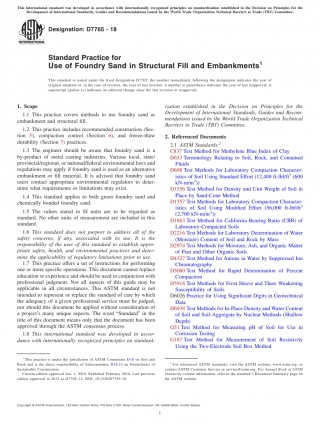 This international standard was developed in accordance with internationally recognized principles on standardization established in the Decision on Principles for the
Development of International Standards, Guides and Recommendations issued by the World Trade Organization Technical Barriers to Trade (TBT) Committee.
Designation: D7765 − 18
Standard Practice for
Use of Foundry Sand in Structural Fill and Embankments1
This standard is issued under the fixed designation D7765; the number immediately following the designation indicates the year of
original adoption or, in the case of revision, the year of last revision. A number in parentheses indicates the year of last reapproval. A
superscript epsilon (ε) indicates an editorial change since the last revision or reapproval.
1. Scope
1.1 This practice covers methods to use foundry sand as
embankment and structural fill.
1.2 This practice includes recommended construction (Sec-
tion 5), compaction control (Section 6), and freeze-thaw
durability (Section 7) practices.
1.3 The engineer should be aware that foundry sand is a
by-product of metal casting industries. Various local, state/
provincial/regional, or national/federal environmental laws and
regulations may apply if foundry sand is used as an alternative
embankment or fill material. It is advised that foundry sand
users contact appropriate environmental regulators to deter-
mine what requirements or limitations may exist.
1.4 This standard applies to both green foundry sand and
chemically bonded foundry sand.
1.5 The values stated in SI units are to be regarded as
standard. No other units of measurement are included in this
standard.
1.6 This standard does not purport to address all of the
safety concerns, if any, associated with its use. It is the
responsibility of the user of this standard to establish appro-
priate safety, health, and environmental practices and deter-
mine the applicability of regulatory limitations prior to use.
1.7 This practice offers a set of instructions for performing
one or more specific operations. This document cannot replace
education or experience and should be used in conjunction with
professional judgment. Not all aspects of this guide may be
applicable in all circumstances. This ASTM standard is not
intended to represent or replace the standard of care by which
the adequacy of a given professional service must be judged,
nor should this document be applied without consideration of
a project's many unique aspects. The word "Standard" in the
title of this document means only that the document has been
approved through the ASTM consensus process.
1.8 This international standard was developed in accor-
dance with internationally recognized principles on standard-
ization established in the Decision on Principles for the
Development of International Standards, Guides and Recom-
mendations issued by the World Trade Organization Technical
Barriers to Trade (TBT) Committee.
2. Referenced Documents
2.1 ASTM Standards:2
C837 Test Method for Methylene Blue Index of Clay
D653 Terminology Relating to Soil, Rock, and Contained
Fluids
D698 Test Methods for Laboratory Compaction Character-
istics of Soil Using Standard Effort (12,400 ft-lbf/ft3 (600
kN-m/m3))
D1556 Test Method for Density and Unit Weight of Soil in
Place by Sand-Cone Method
D1557 Test Methods for Laboratory Compaction Character-
istics of Soil Using Modified Effort (56,000 ft-lbf/ft3
(2,700 kN-m/m3))
D1883 Test Method for California Bearing Ratio (CBR) of
Laboratory-Compacted Soils
D2216 Test Methods for Laboratory Determination of Water
(Moisture) Content of Soil and Rock by Mass
D2974 Test Methods for Moisture, Ash, and Organic Matter
of Peat and Other Organic Soils
D4327 Test Method for Anions in Water by Suppressed Ion
Chromatography
D5080 Test Method for Rapid Determination of Percent
Compaction
D5918 Test Methods for Frost Heave and Thaw Weakening
Susceptibility of Soils
D6026 Practice for Using Significant Digits in Geotechnical
Data
D6938 Test Methods for In-Place Density and Water Content
of Soil and Soil-Aggregate by Nuclear Methods (Shallow
Depth)
G51 Test Method for Measuring pH of Soil for Use in
Corrosion Testing
G187 Test Method for Measurement of Soil Resistivity
Using the Two-Electrode Soil Box Method
1 This practice is under the jurisdiction of ASTM Committee D18 on Soil and
Rock and is the direct responsibility of Subcommittee D18.14 on Geotechnics of
Sustainable Construction.
Current edition approved Jan. 1, 2018. Published February 2018. Last previous
edition approved in 2012 as D7765–12. DOI: 10.1520/D7765-18.
2 For referenced ASTM standards, visit the ASTM website, www.astm.org, or
contact ASTM Customer Service at service@astm.org. For Annual Book of ASTM
Standards volume information, refer to the standard's Document Summary page on
the ASTM website.
Copyright © ASTM International, 100 Barr Harbor Drive, PO Box C700, West Conshohocken, PA 19428-2959. United States
1